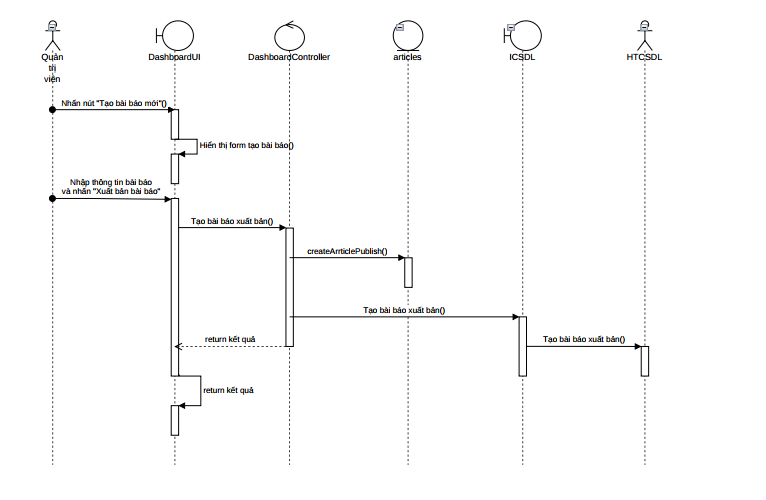 Quản
trị
viên
DashboardUI
DashboardController
articles
ICSDL
HTCSDL
Nhấn nút "Tạo bài báo mới"()
Hiển thị form tạo bài báo()
Nhập thông tin bài báo
và nhấn "Xuất bản bài báo"
Tạo bài báo xuất bản()
createArrticlePublish()
Tạo bài báo xuất bản()
return kết quả
Tạo bài báo xuất bản()
return kết quả